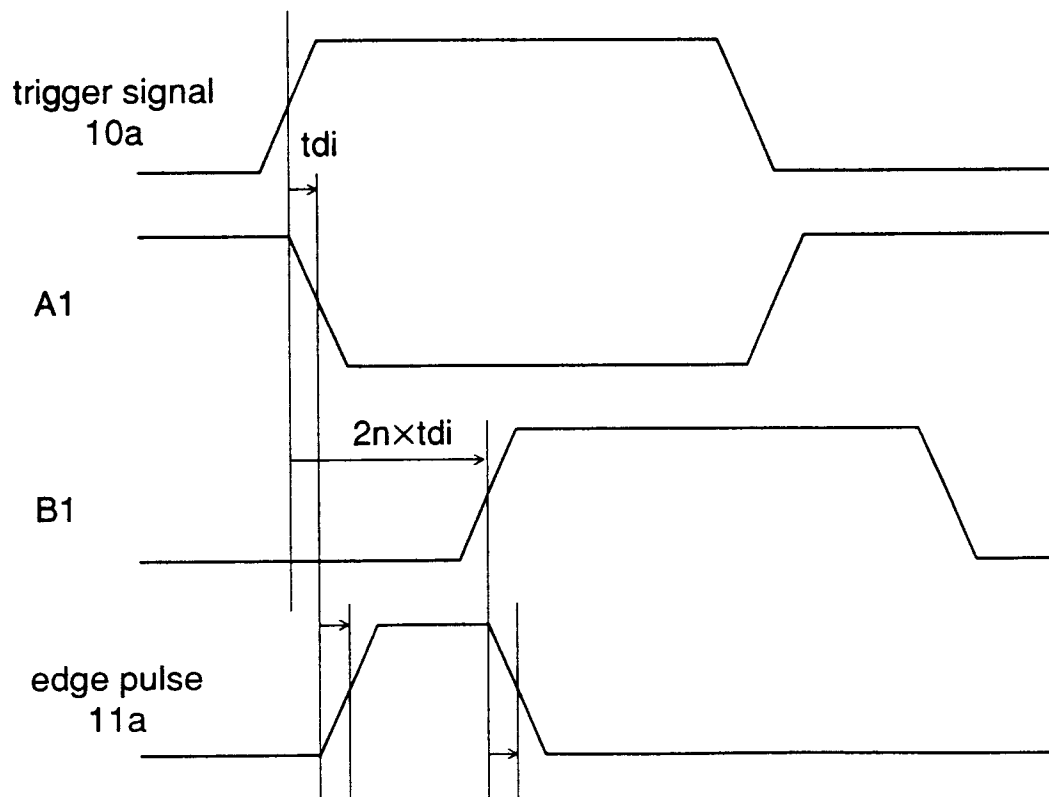 trigger signal
10a
tdi
A1
2n×tdi
B1
edge pulse
11a